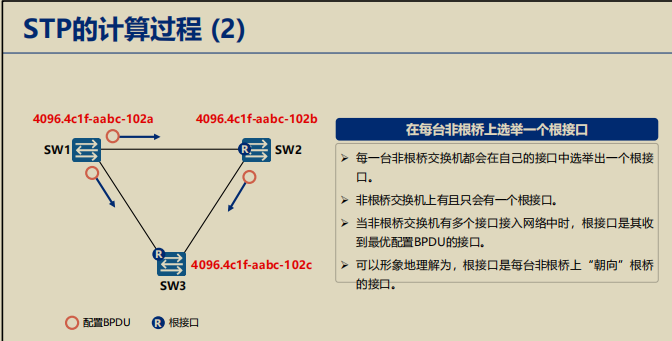 STP的计算过程 (2)
4096.4c1f-aabc-102a
4096.4c1f-aabc-102b
SW1
R
SW2
R
4096.4c1f-aabc-102c
SW3
配置BPDU
R
根接口
在每台非根桥上选举一个根接口
➢ 每一台非根桥交换机都会在自己的接口中选举出一个根接
口。
➢ 非根桥交换机上有且只会有一个根接口。
➢ 当非根桥交换机有多个接口接入网络中时，根接口是其收
到最优配置BPDU的接口。
➢ 可以形象地理解为，根接口是每台非根桥上“朝向”根桥
的接口。